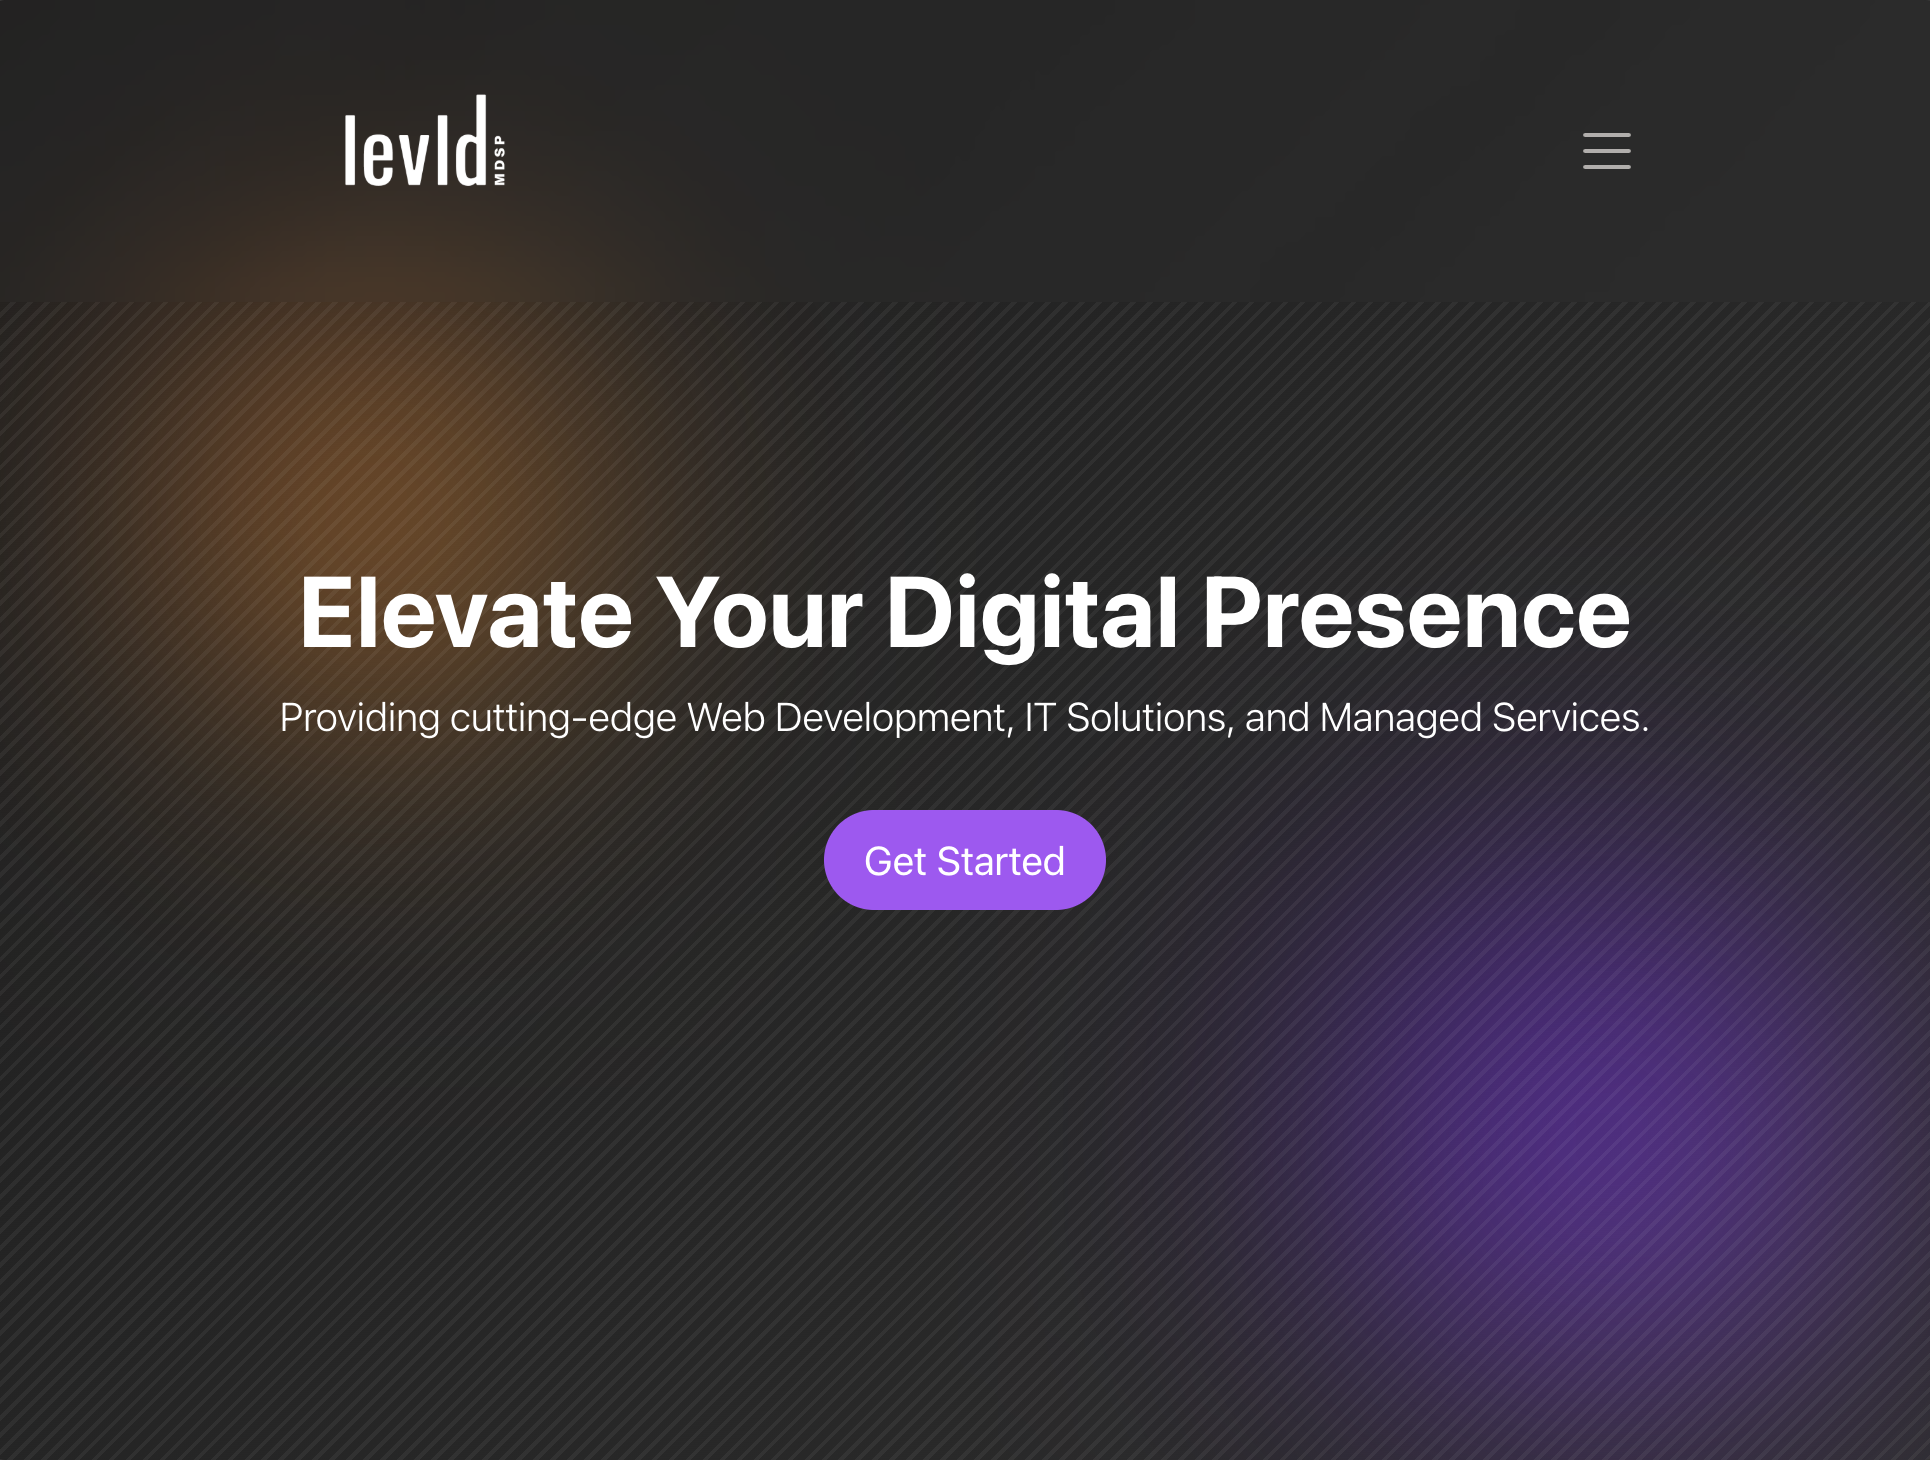 levld
MDSP
Elevate Your Digital Presence
Providing cutting-edge Web Development, IT Solutions, and Managed Services.
Get Started